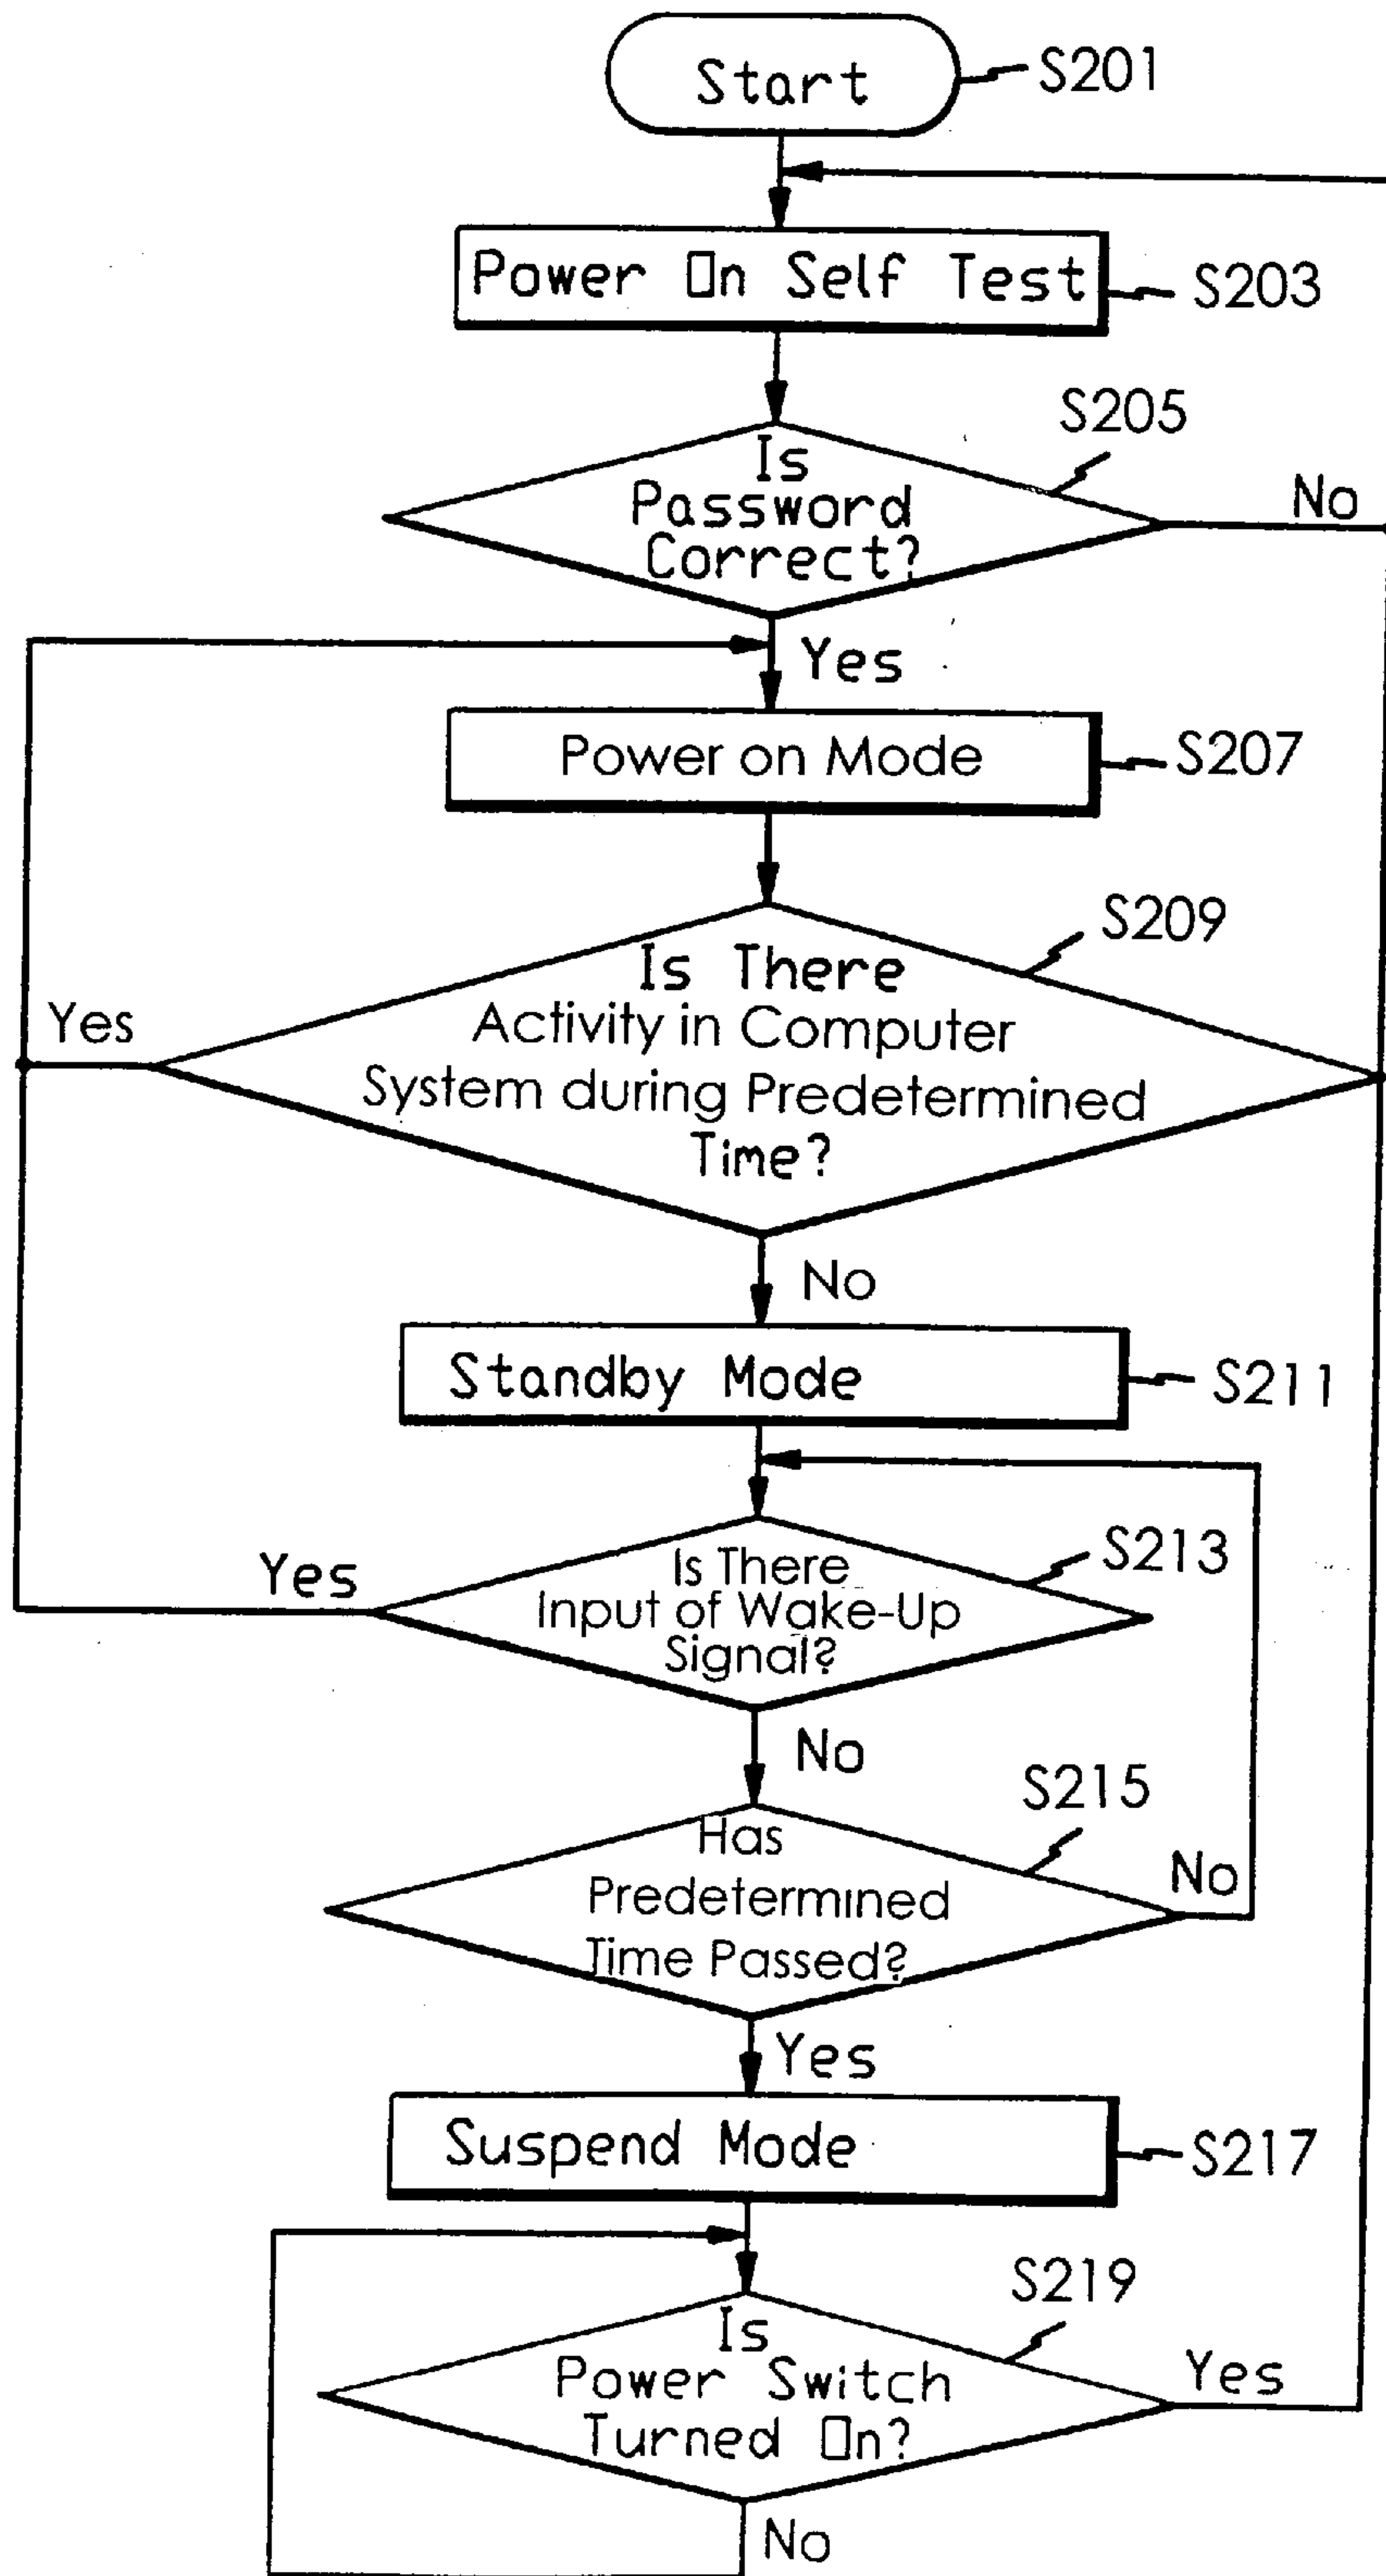 Start
S201
Power On Self Test
S203
S205
Is
Password
Correct?
No
Yes
Power on Mode
S207
S209
Is There
Activity in Computer
System during Predetermined
Time?
Yes
No
Standby Mode
S211
S213
Is There
Input of Wake-Up
Signal?
Yes
No
S215
Has
Predetermined
Time Passed?
No
Yes
Suspend Mode
S217
S219
Is
Power Switch
Turned On?
Yes
No